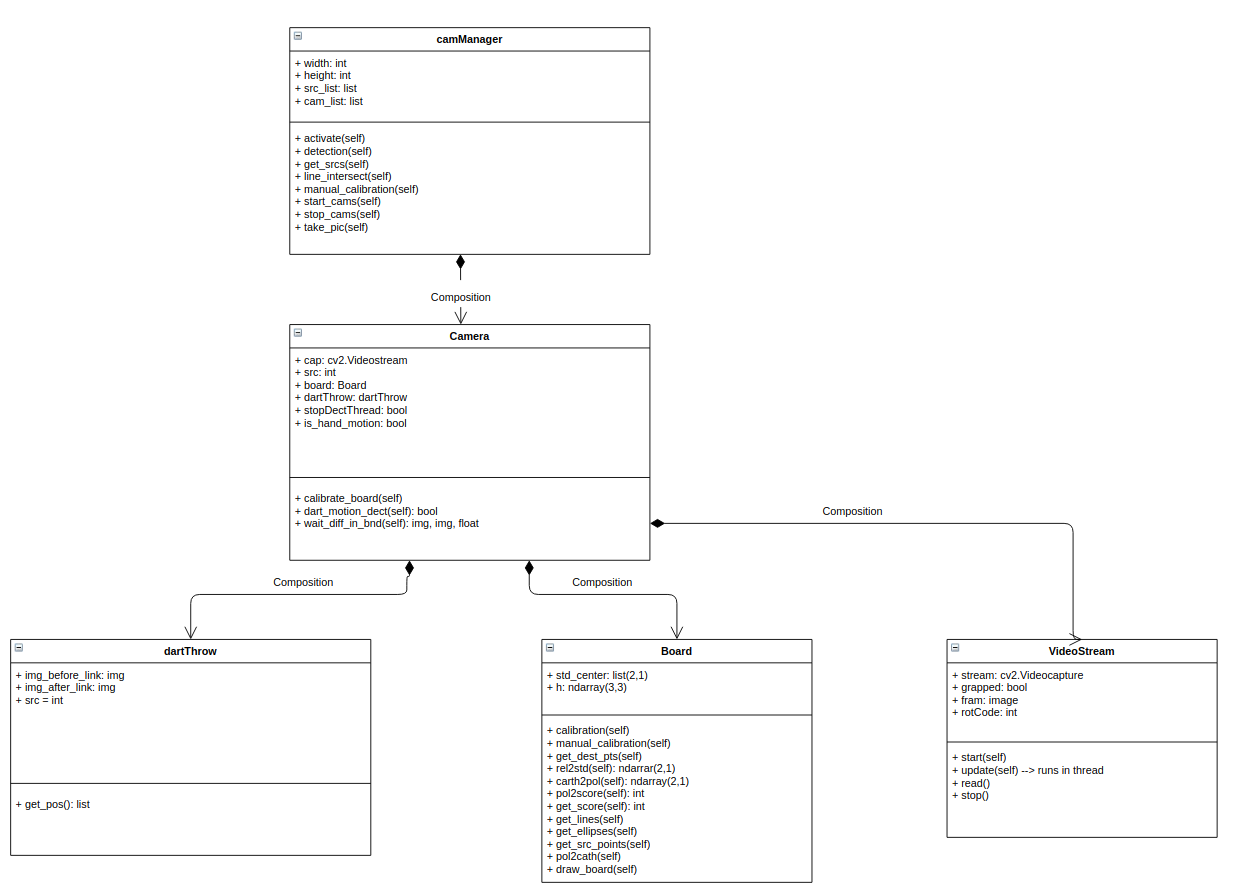 camManager
+ width: int
+ height: int
+ src_list: list
+ cam_list: list
+ activate(self)
+ detection(self)
+ get_srcs(self)
+ line_intersect(self)
+ manual_calibration(self)
+ start_cams(self)
+ stop_cams(self)
+ take_pic(self)
Composition
Camera
+ cap: cv2.Videostream
+ src: int
+ board: Board
+ dartThrow: dartThrow
+ stopDectThread: bool
+ is_hand_motion: bool
+ calibrate_board(self)
+ dart_motion_dect(self): bool
+ wait_diff_in_bnd(self): img, img, float
Composition
Composition
Composition
dartThrow
+ img_before_link: img
+ img_after_link: img
+ src = int
+ get_pos(): list
Board
+ std_center: list(2,1)
+ h: ndarray(3,3)
+ calibration(self)
+ manual_calibration(self)
+ get_dest_pts(self)
+ rel2std(self): ndarrar(2,1)
+ carth2pol(self): ndarray(2,1)
+ pol2score(self): int
+ get_score(self): int
+ get_lines(self)
+ get_ellipses(self)
+ get_src_points(self)
+ pol2cath(self)
+ draw_board(self)
VideoStream
+ stream: cv2.Videocapture
+ grapped: bool
+ fram: image
+ rotCode: int
+ start(self)
+ update(self) --> runs in thread
+ read()
+ stop()